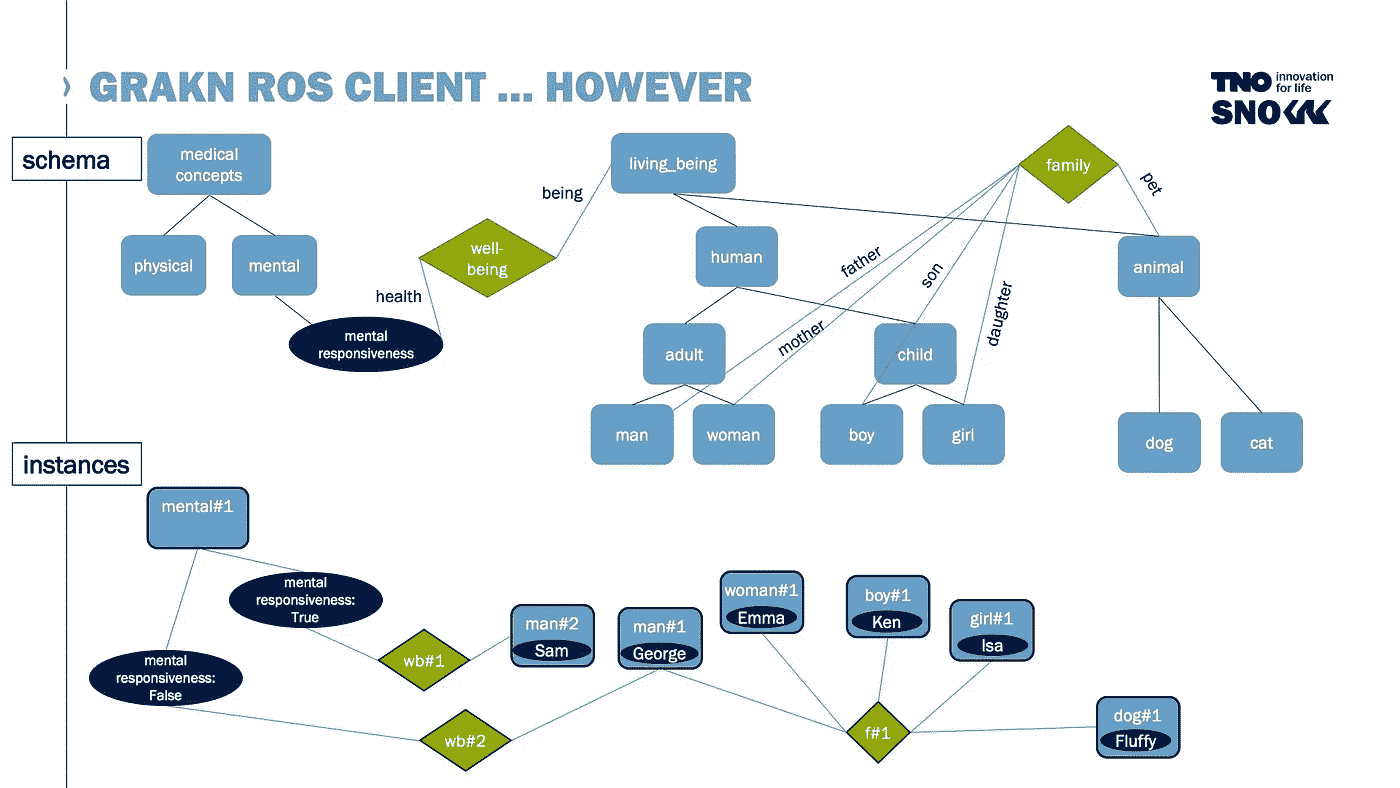 GRAKN ROS CLIENT ... HOWEVER
TNO innovation
for life
SNOW
schema
medical
concepts
living_being
family
being
pet
physical
mental
well-
being
human
animal
father
son
health
daughter
mental
responsiveness
mother
adult
child
man
woman
boy
girl
dog
cat
instances
mental#1
mental
responsiveness:
True
woman#1
Emma
boy#1
Ken
girl#1
Isa
man#2
Sam
man#1
George
wb#1
mental
responsiveness:
False
wb#2
f#1
dog#1
Fluffy